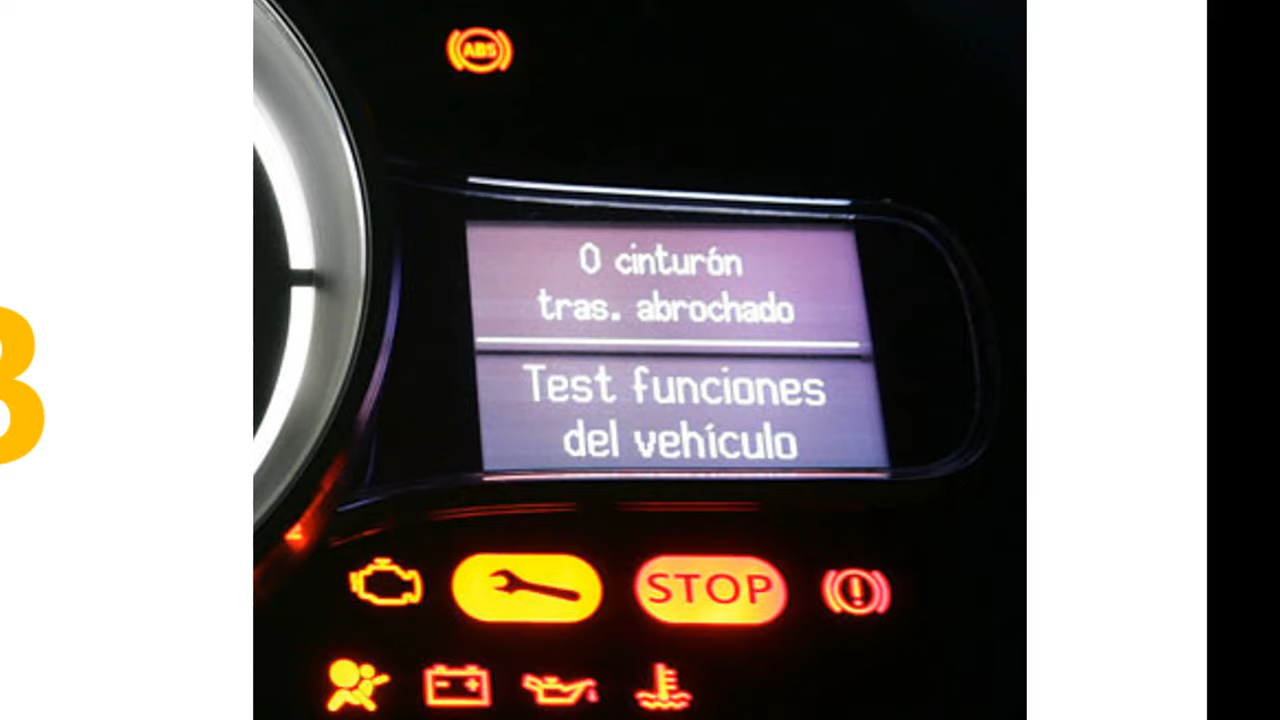 ABS
0 cinturón
tras. abrochado
Test funciones
del vehículo
STOP